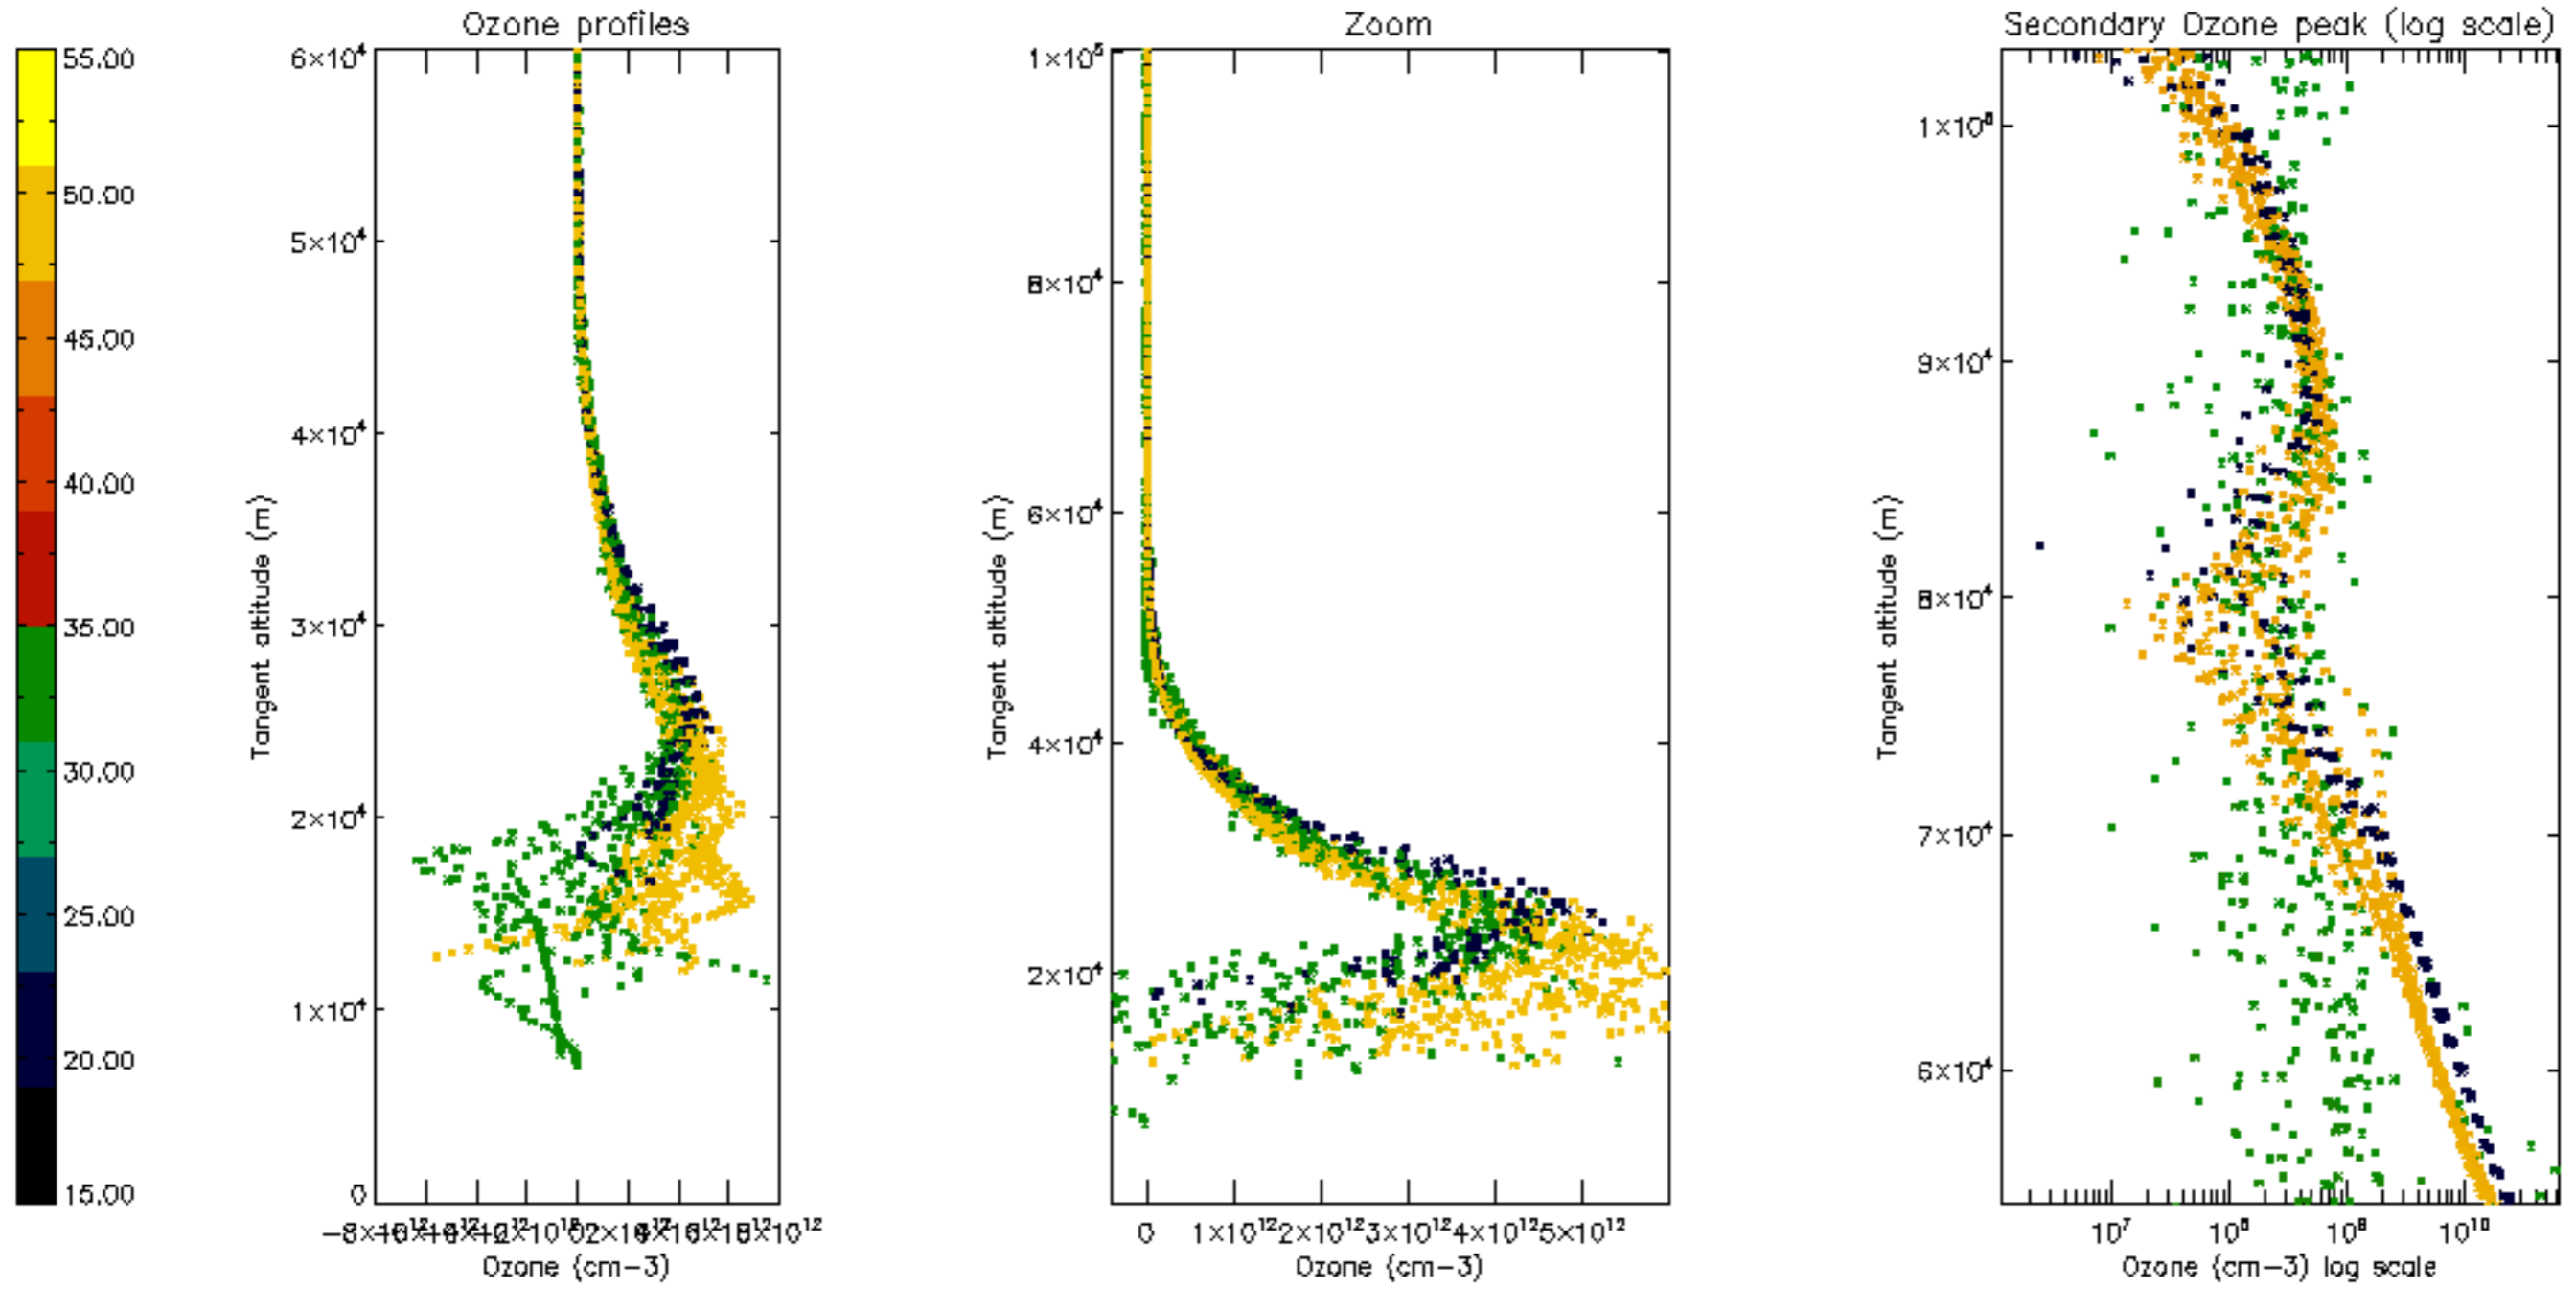 Ozone profiles
Zoom
Secondary Ozone peak (log scale)
55.00
50.00
45.00
40.00
35.00
30.00
25.00
20.00
15.00
6×10⁴
5×10⁴
4×10⁴
3×10⁴
2×10⁴
1×10⁴
0
Tangent altitude (m)
Ozone (cm−3)
1×10⁵
8×10⁴
6×10⁴
4×10⁴
2×10⁴
Tangent altitude (m)
0 1×10¹² 2×10¹² 3×10¹² 4×10¹² 5×10¹²
Ozone (cm−3)
1×10⁵
9×10⁴
8×10⁴
7×10⁴
6×10⁴
Tangent altitude (m)
10⁷ 10⁸ 10⁹ 10¹⁰
Ozone (cm−3) log scale